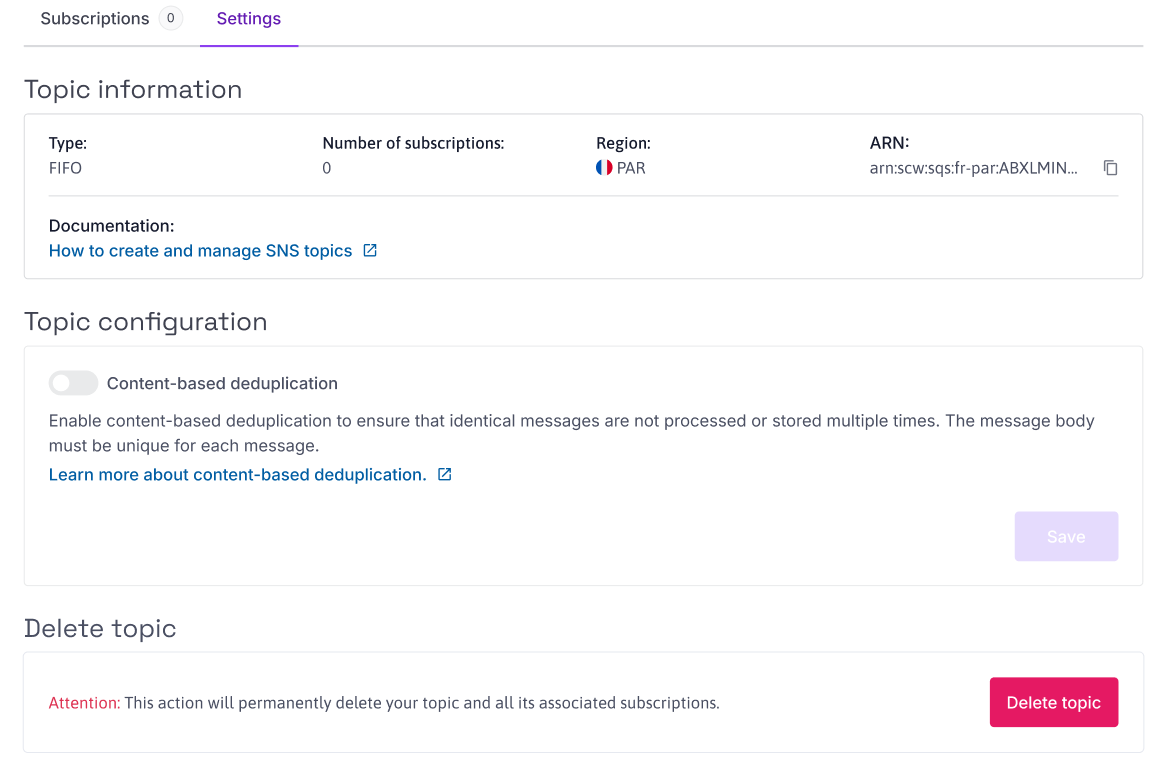 Subscriptions 0 Settings
Topic information
Type: Number of subscriptions: Region: ARN:
FIFO 0 PAR arn:scw:sqs:fr-par:ABXLMIN...
Documentation:
How to create and manage SNS topics
Topic configuration
Content-based deduplication
Enable content-based deduplication to ensure that identical messages are not processed or stored multiple times. The message body
must be unique for each message.
Learn more about content-based deduplication.
Save
Delete topic
Attention: This action will permanently delete your topic and all its associated subscriptions. Delete topic